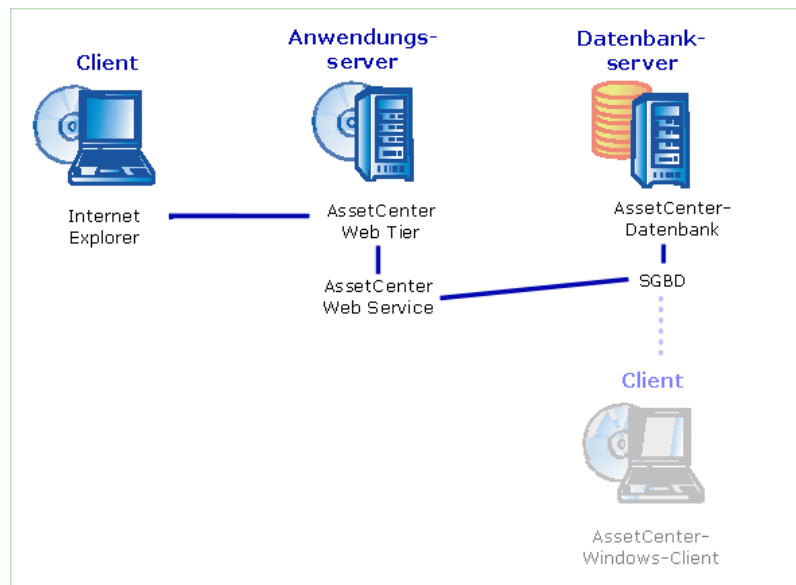 Client
Anwendungs-
server
Datenbank-
server
Internet
Explorer
AssetCenter
Web Tier
AssetCenter-
Datenbank
AssetCenter
Web Service
SGBD
Client
AssetCenter-
Windows-Client